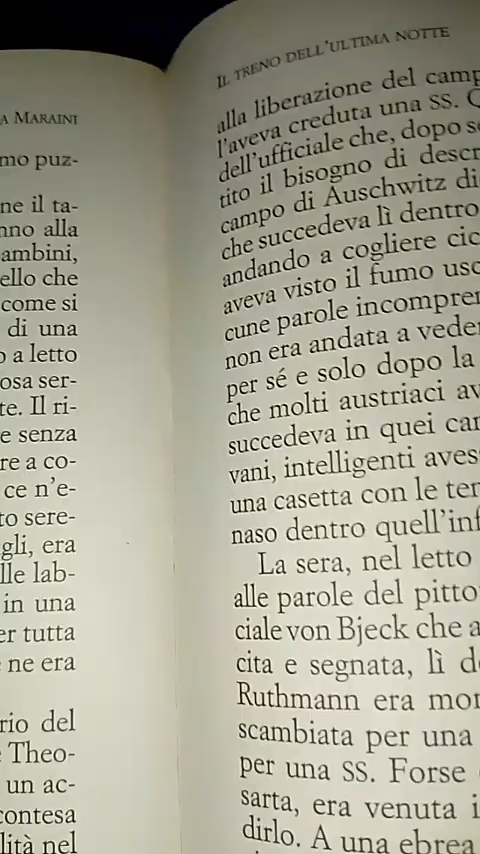 A MARAINI
mo puz-
ne il ta-
nno alla
ambini,
ello che
come si
di una
o a letto
osa ser-
te. Il ri-
e senza
re a co-
ce n'e-
to sere-
gli, era
lle lab-
in una
er tutta
ne era
rio del
Theo-
un ac-
contesa
lità nel
IL TRENO DELL'ULTIMA NOTTE
alla liberazione del camp
l'aveva creduta una SS. Q
dell'ufficiale che, dopo s
tito il bisogno di descr
campo di Auschwitz di
che succedeva lì dentro
andando a cogliere cic
aveva visto il fumo usc
cune parole incompren
non era andata a veder
per sé e solo dopo la
che molti austriaci av
succedeva in quei can
vani, intelligenti aves
una casetta con le ten
naso dentro quell'inf
La sera, nel letto
alle parole del pitto
ciale von Bjeck che a
cita e segnata, lì d
Ruthmann era mor
scambiata per una
per una SS. Forse
sarta, era venuta i
dirlo. A una ebrea